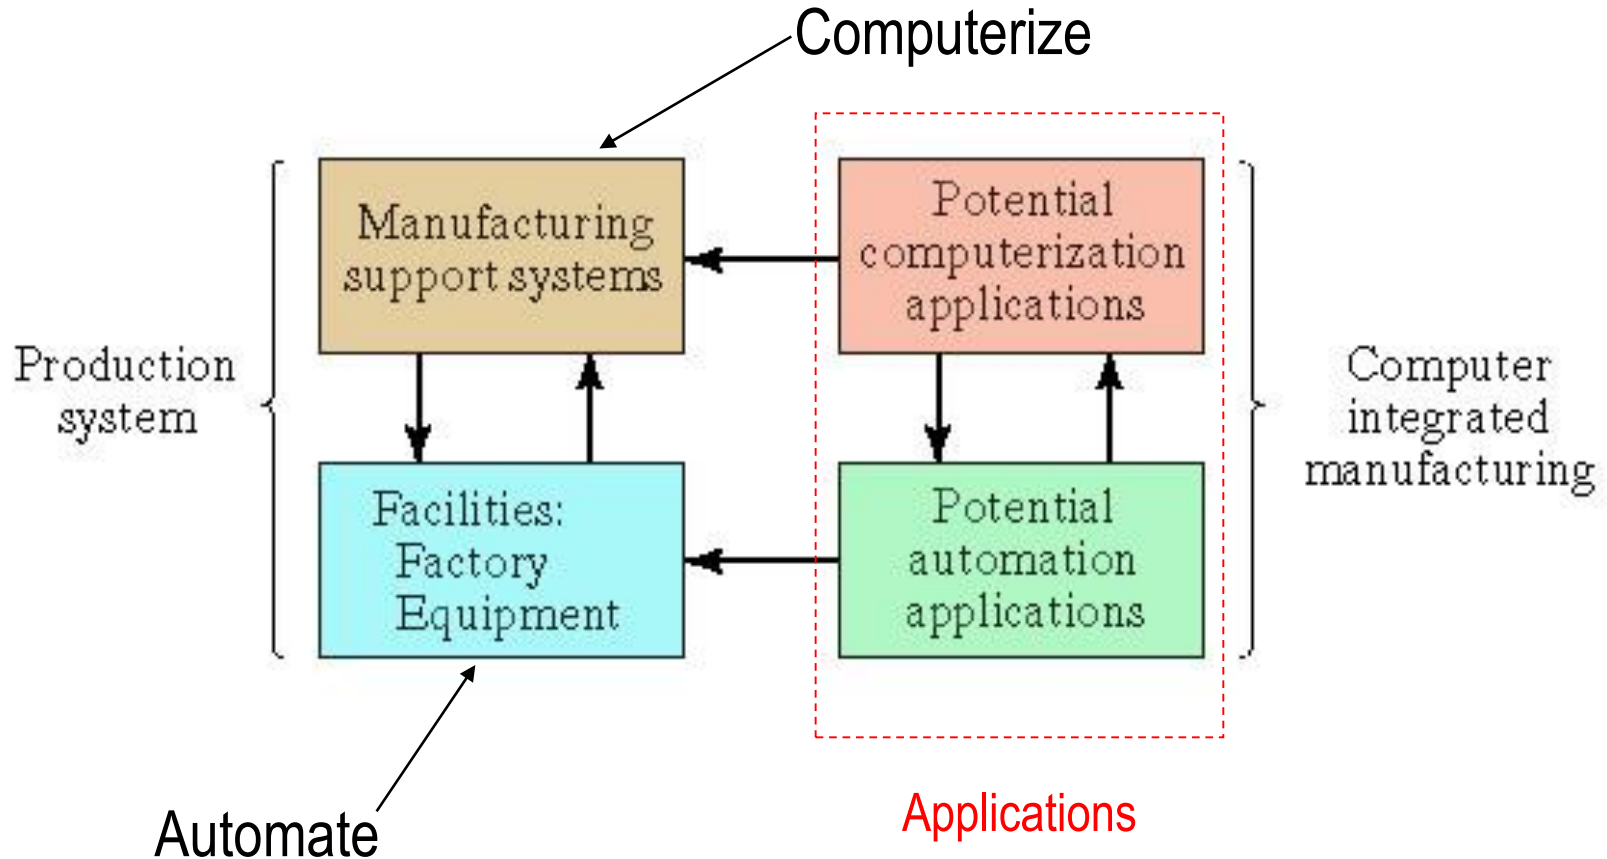 Computerize
Manufacturing
support systems
Potential
computerization
applications
Production
system
Computer
integrated
manufacturing
Facilities:
Factory
Equipment
Potential
automation
applications
Applications
Automate